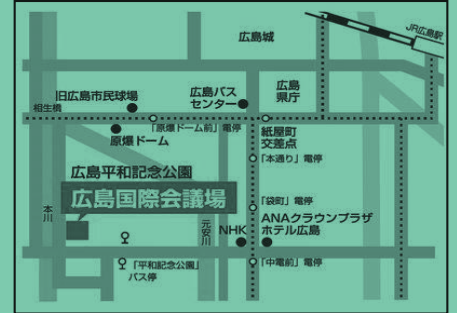 JR広島駅
広島城
旧広島市民球場
広島バス
センター
広島
県庁
相生橋
「原爆ドーム前」電停
原爆ドーム
紙屋町
交差点
「本通り」電停
広島平和記念公園
広島国際会議場
「袋町」電停
本川
元安川
NHK
ANAクラウンプラザ
ホテル広島
「平和記念公園」
バス停
「中電前」電停